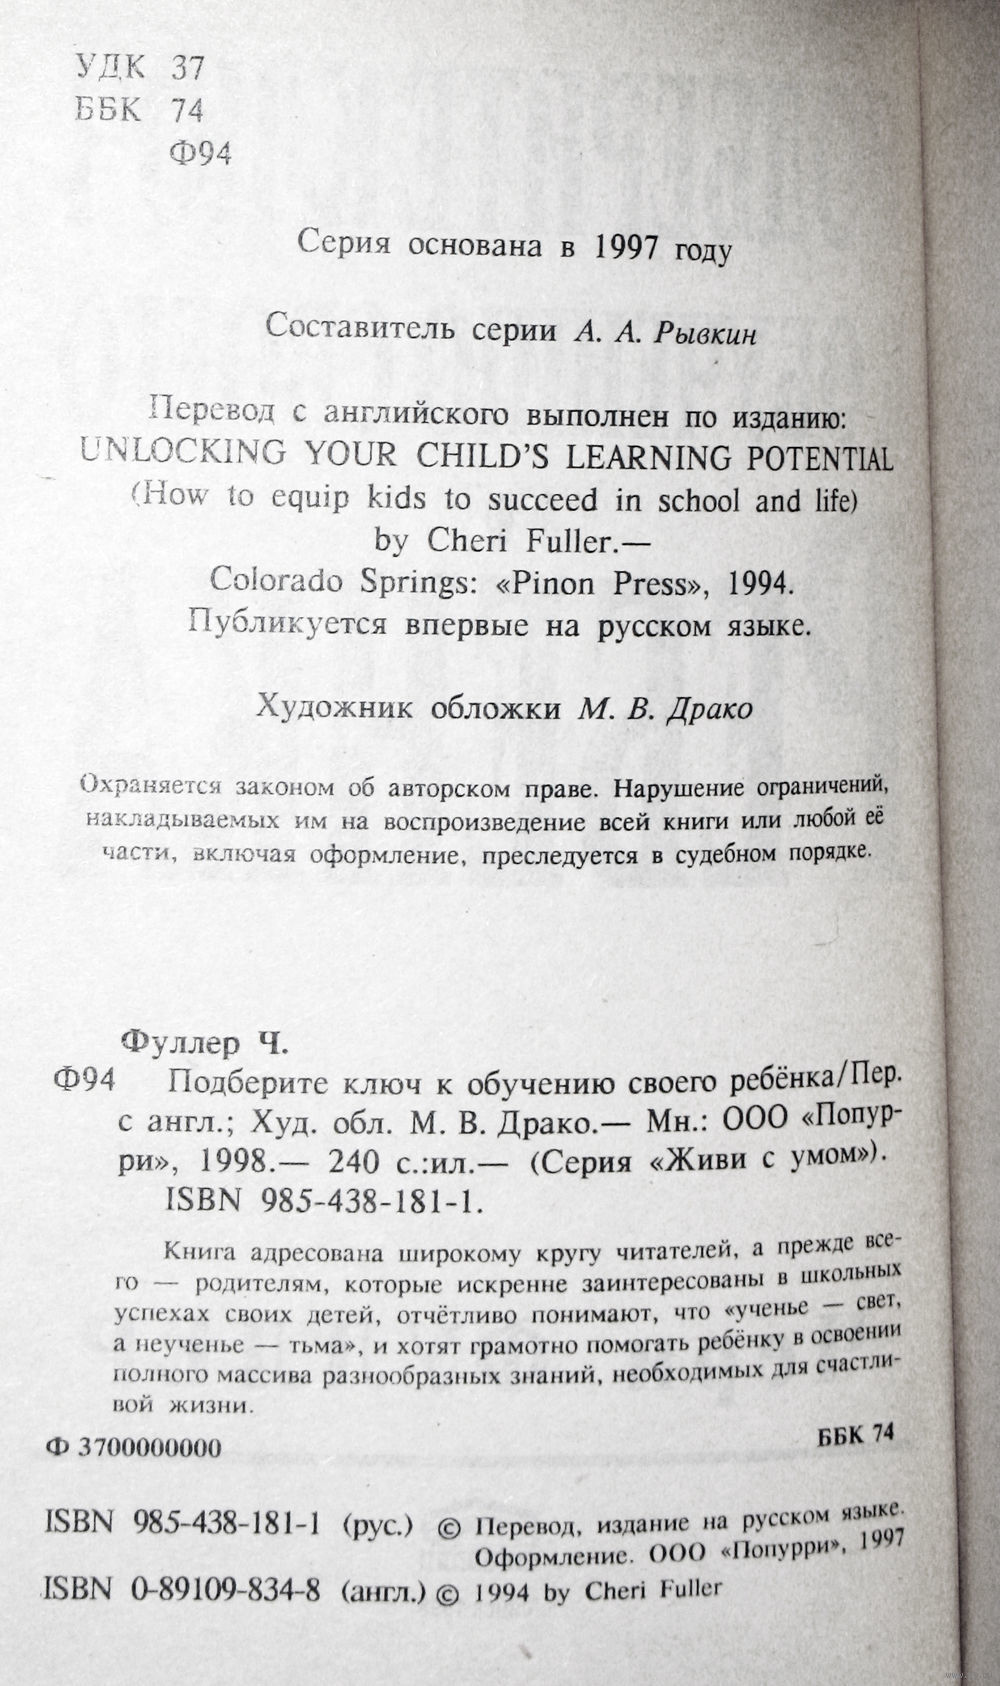 УДК 37
ББК 74
Ф94
Серия основана в 1997 году
Составитель серии А. А. Рывкин
Перевод с английского выполнен по изданию:
UNLOCKING YOUR CHILD'S LEARNING POTENTIAL
(How to equip kids to succeed in school and life)
by Cheri Fuller.—
Colorado Springs: «Pinon Press», 1994.
Публикуется впервые на русском языке.
Художник обложки М. В. Драко
Охраняется законом об авторском праве. Нарушение ограничений,
накладываемых им на воспроизведение всей книги или любой её
части, включая оформление, преследуется в судебном порядке.
Фуллер Ч.
Ф94 Подберите ключ к обучению своего ребёнка/Пер.
с англ.; Худ. обл. М. В. Драко.— Мн.: ООО «Попур-
ри», 1998.— 240 с.:ил.— (Серия «Живи с умом»).
ISBN 985-438-181-1.
Книга адресована широкому кругу читателей, а прежде все-
го — родителям, которые искренне заинтересованы в школьных
успехах своих детей, отчётливо понимают, что «ученье — свет,
а неученье — тьма», и хотят грамотно помогать ребёнку в освоении
полного массива разнообразных знаний, необходимых для счастли-
вой жизни.
Ф 3700000000 ББК 74
ISBN 985-438-181-1 (рус.) © Перевод, издание на русском языке.
Оформление. ООО «Попурри», 1997
ISBN 0-89109-834-8 (англ.) © 1994 by Cheri Fuller